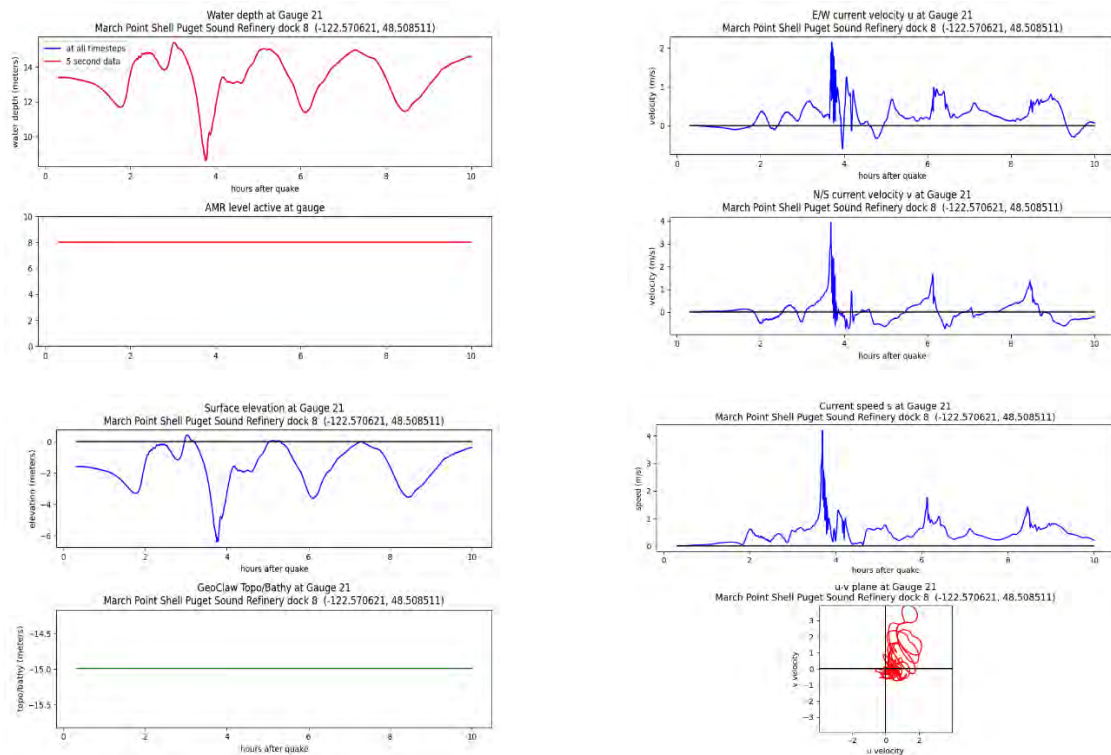 Water depth at Gauge 21
March Point Shell Puget Sound Refinery dock 8 (-122.570621, 48.508511)
at all timesteps
5 second data
water depth (meters)
14
12
10
0
2
4
6
8
10
hours after quake
AMR level active at gauge
10
8
6
4
2
0
0
2
4
6
8
10
hours after quake
Surface elevation at Gauge 21
March Point Shell Puget Sound Refinery dock 8 (-122.570621, 48.508511)
elevation (meters)
0
−2
−4
−6
0
2
4
6
8
10
hours after quake
GeoClaw Topo/Bathy at Gauge 21
March Point Shell Puget Sound Refinery dock 8 (-122.570621, 48.508511)
topo/bathy (meters)
−14.5
−15.0
−15.5
0
2
4
6
8
10
hours after quake
E/W current velocity u at Gauge 21
March Point Shell Puget Sound Refinery dock 8 (-122.570621, 48.508511)
velocity (m/s)
2
1
0
0
2
4
6
8
10
hours after quake
N/S current velocity v at Gauge 21
March Point Shell Puget Sound Refinery dock 8 (-122.570621, 48.508511)
velocity (m/s)
4
3
2
1
0
0
2
4
6
8
10
hours after quake
Current speed s at Gauge 21
March Point Shell Puget Sound Refinery dock 8 (-122.570621, 48.508511)
speed (m/s)
4
3
2
1
0
0
2
4
6
8
10
hours after quake
u-v plane at Gauge 21
March Point Shell Puget Sound Refinery dock 8 (-122.570621, 48.508511)
v velocity
3
2
1
0
−1
−2
−3
−2
0
2
u velocity